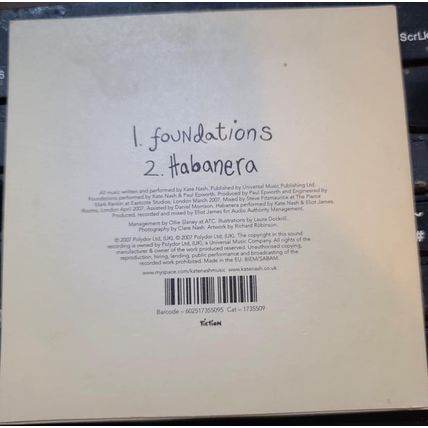 ScrLk
1. foundations
2. Habanera
All music written and performed by Kate Nash, Published by Universal Music Publishing Ltd.
Foundations performed by Kate Nash & Paul Epworth. Produced by Paul Epworth and Engineered by
Mark Rankin at Eastcote Studios, London March 2007. Mixed by Steve Fitzmaurice at The Pierce
Rooms, London April 2007. Assisted by Daniel Morrison. Habanera performed by Kate Nash & Eliot James.
Produced, recorded and mixed by Eliot James for Audio Authority Management.
Management by Ollie Slaney at ATC. Illustrations by Laura Dockrill.
Photography by Clare Nash. Artwork by Richard Robinson.
℗ 2007 Polydor Ltd. (UK). © 2007 Polydor Ltd. (UK). The copyright in this sound
recording is owned by Polydor Ltd. (UK), a Universal Music Company. All rights of the
manufacturer & owner of the work produced reserved. Unauthorised copying,
reproduction, hiring, lending, public performance and broadcasting of the
recorded work prohibited. Made in the EU. BIEM/SABAM.
www.myspace.com/katenashmusic www.katenash.co.uk
Barcode – 602517355095 Cat – 1735509
Fiction